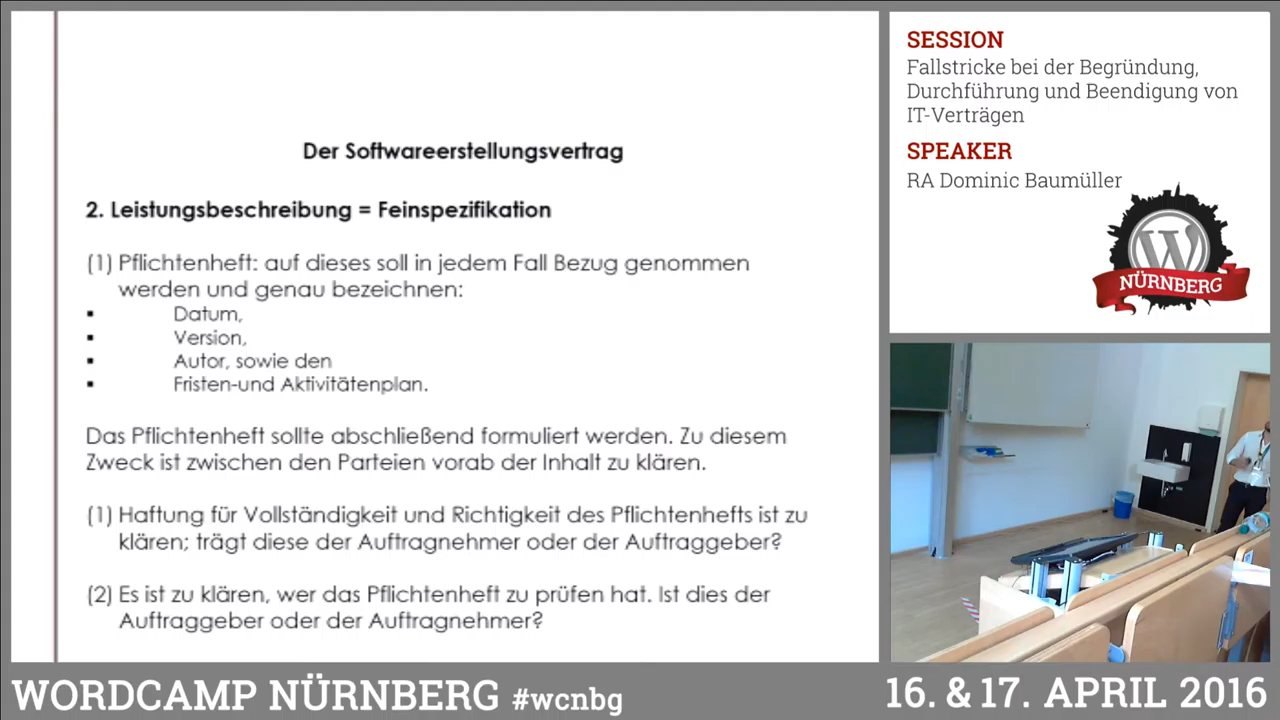 Der Softwareerstellungsvertrag
2. Leistungsbeschreibung = Feinspezifikation
(1) Pflichtenheft: auf dieses soll in jedem Fall Bezug genommen
werden und genau bezeichnen:
▪ Datum,
▪ Version,
▪ Autor, sowie den
▪ Fristen-und Aktivitätenplan.
Das Pflichtenheft sollte abschließend formuliert werden. Zu diesem
Zweck ist zwischen den Parteien vorab der Inhalt zu klären.
(1) Haftung für Vollständigkeit und Richtigkeit des Pflichtenhefts ist zu
klären; trägt diese der Auftragnehmer oder der Auftraggeber?
(2) Es ist zu klären, wer das Pflichtenheft zu prüfen hat. Ist dies der
Auftraggeber oder der Auftragnehmer?
SESSION
Fallstricke bei der Begründung,
Durchführung und Beendigung von
IT-Verträgen
SPEAKER
RA Dominic Baumüller
W
NÜRNBERG
WORDCAMP NÜRNBERG #wcnbg
16. & 17. APRIL 2016